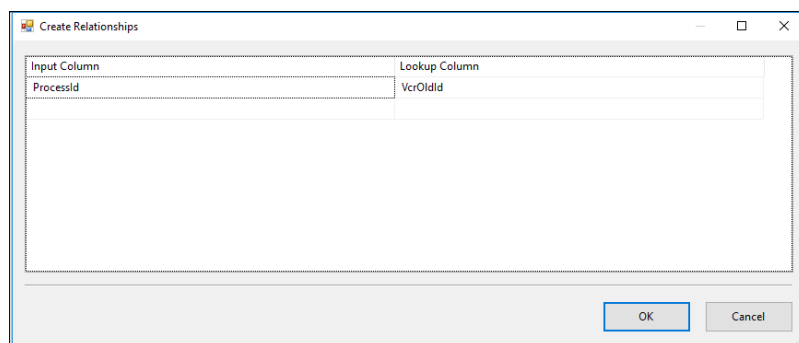 Create Relationships
Input Column Lookup Column
ProcessId VcrOldId
OK Cancel